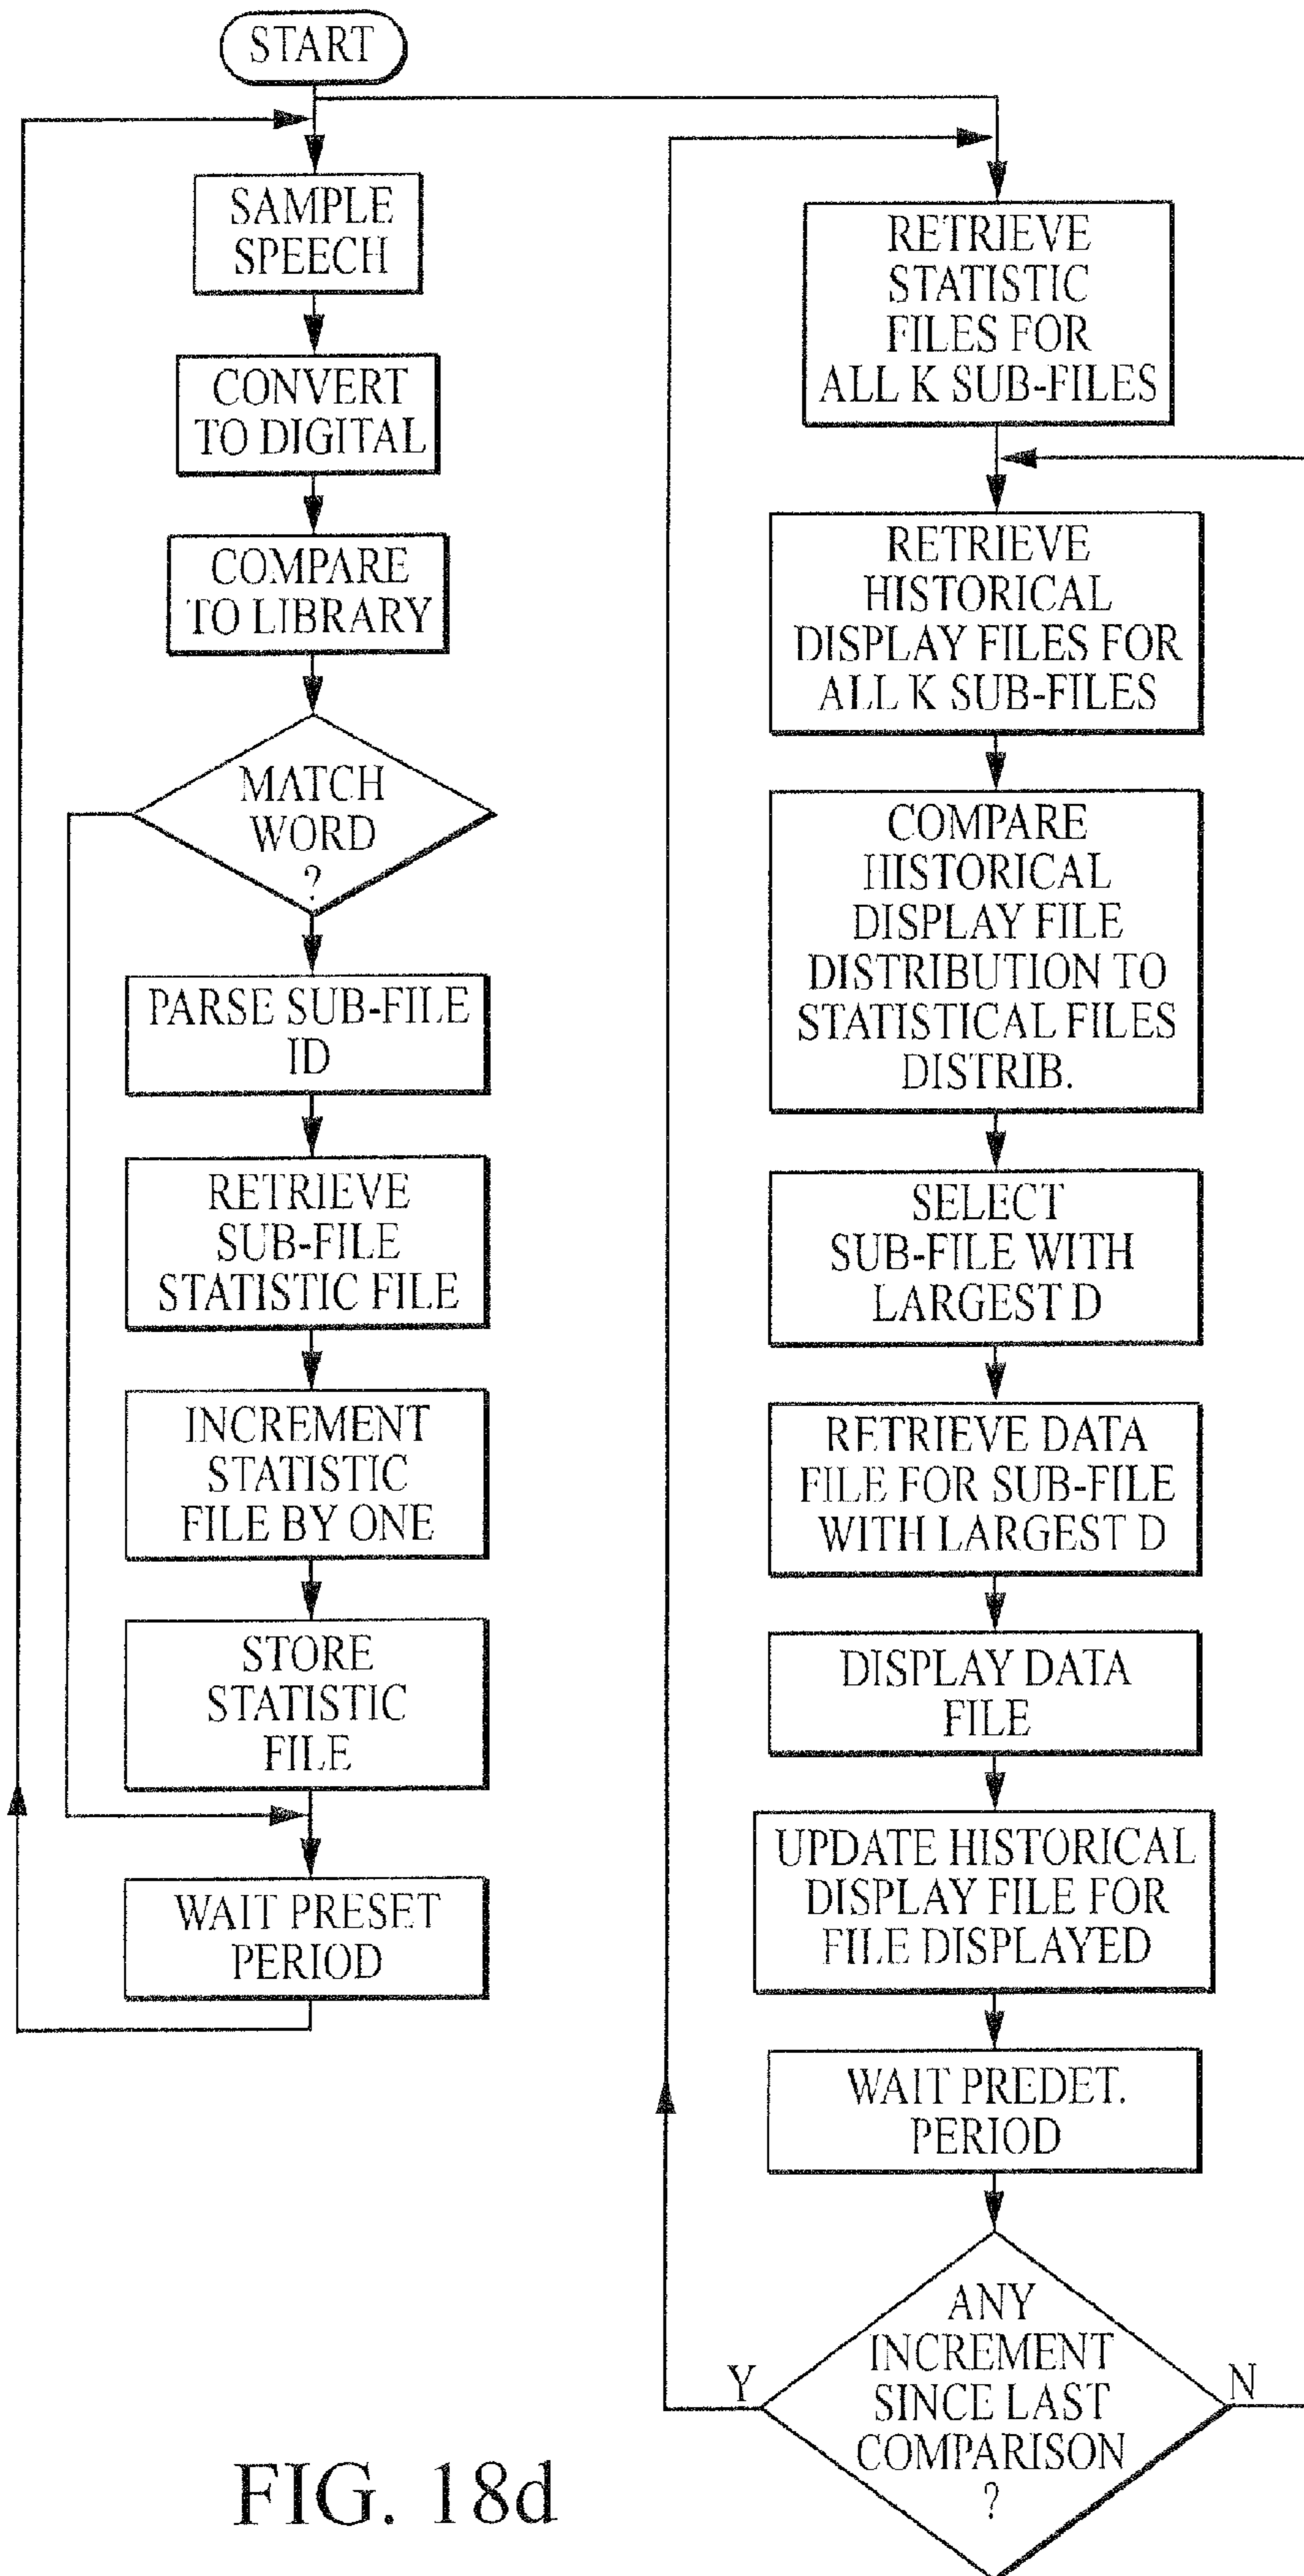 START
SAMPLE
SPEECH
CONVERT
TO DIGITAL
COMPARE
TO LIBRARY
MATCH
WORD
?
PARSE SUB-FILE
ID
RETRIEVE
SUB-FILE
STATISTIC FILE
INCREMENT
STATISTIC
FILE BY ONE
STORE
STATISTIC
FILE
WAIT PRESET
PERIOD
RETRIEVE
STATISTIC
FILES FOR
ALL K SUB-FILES
RETRIEVE
HISTORICAL
DISPLAY FILES FOR
ALL K SUB-FILES
COMPARE
HISTORICAL
DISPLAY FILE
DISTRIBUTION TO
STATISTICAL FILES
DISTRIB.
SELECT
SUB-FILE WITH
LARGEST D
RETRIEVE DATA
FILE FOR SUB-FILE
WITH LARGEST D
DISPLAY DATA
FILE
UPDATE HISTORICAL
DISPLAY FILE FOR
FILE DISPLAYED
WAIT PREDET.
PERIOD
ANY
INCREMENT
SINCE LAST
COMPARISON
?
Y
N
FIG. 18d